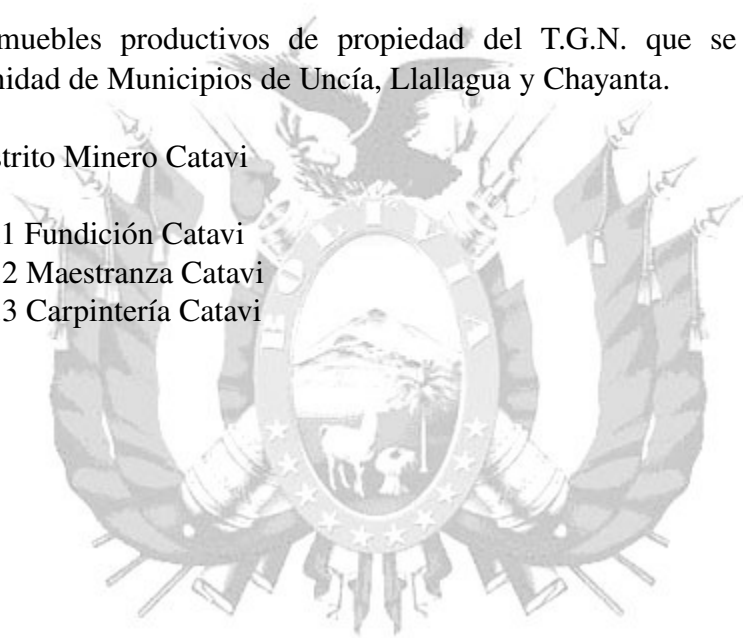 muebles productivos de propiedad del T.G.N. que se
nidad de Municipios de Uncía, Llallagua y Chayanta.
strito Minero Catavi
1 Fundición Catavi
2 Maestranza Catavi
3 Carpintería Catavi